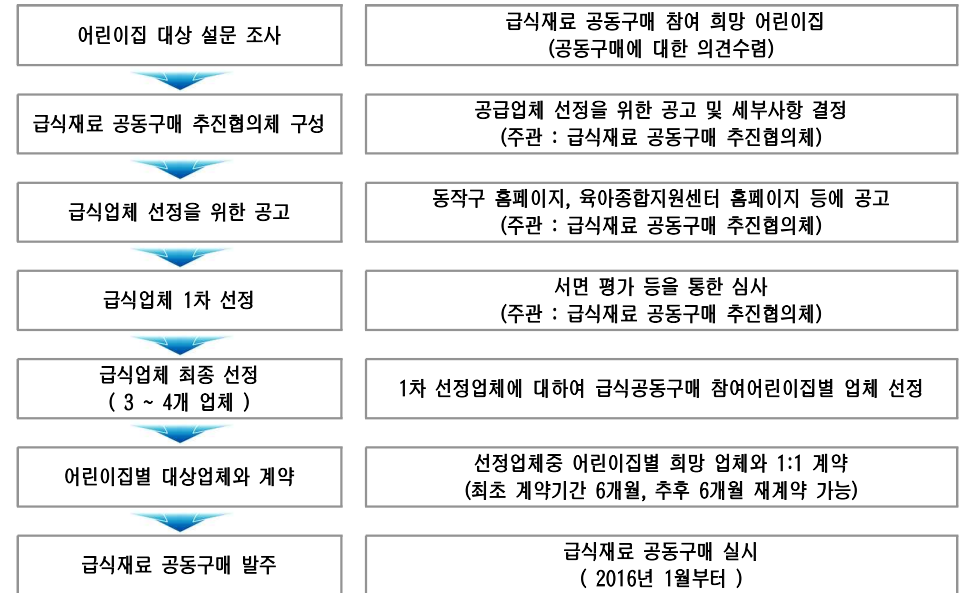 어린이집 대상 설문 조사
급식재료 공동구매 참여 희망 어린이집
(공동구매에 대한 의견수렴)
급식재료 공동구매 추진협의체 구성
공급업체 선정을 위한 공고 및 세부사항 결정
(주관 : 급식재료 공동구매 추진협의체)
급식업체 선정을 위한 공고
동작구 홈페이지, 육아종합지원센터 홈페이지 등에 공고
(주관 : 급식재료 공동구매 추진협의체)
급식업체 1차 선정
서면 평가 등을 통한 심사
(주관 : 급식재료 공동구매 추진협의체)
급식업체 최종 선정
( 3 ~ 4개 업체 )
1차 선정업체에 대하여 급식공동구매 참여어린이집별 업체 선정
어린이집별 대상업체와 계약
선정업체중 어린이집별 희망 업체와 1:1 계약
(최초 계약기간 6개월, 추후 6개월 재계약 가능)
급식재료 공동구매 발주
급식재료 공동구매 실시
( 2016년 1월부터 )